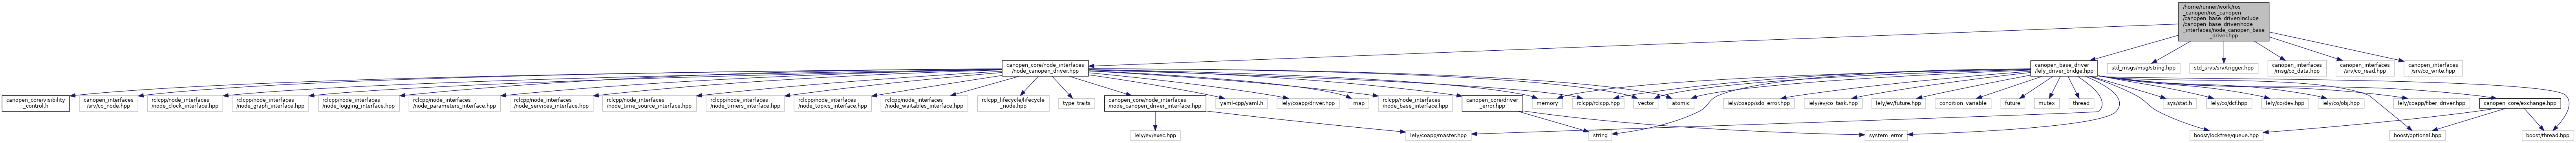 /home/runner/work/ros
_canopen/ros_canopen
/canopen_base_driver/include
/canopen_base_driver/node
_interfaces/node_canopen_base
_driver.hpp
canopen_core/node_interfaces
/node_canopen_driver.hpp
canopen_base_driver
/lely_driver_bridge.hpp
std_msgs/msg/string.hpp
std_srvs/srv/trigger.hpp
canopen_interfaces
/msg/co_data.hpp
canopen_interfaces
/srv/co_read.hpp
canopen_interfaces
/srv/co_write.hpp
canopen_core/visibility
_control.h
canopen_interfaces
/srv/co_node.hpp
rclcpp/node_interfaces
/node_clock_interface.hpp
rclcpp/node_interfaces
/node_graph_interface.hpp
rclcpp/node_interfaces
/node_logging_interface.hpp
rclcpp/node_interfaces
/node_parameters_interface.hpp
rclcpp/node_interfaces
/node_services_interface.hpp
rclcpp/node_interfaces
/node_time_source_interface.hpp
rclcpp/node_interfaces
/node_timers_interface.hpp
rclcpp/node_interfaces
/node_topics_interface.hpp
rclcpp/node_interfaces
/node_waitables_interface.hpp
rclcpp_lifecycle/lifecycle
_node.hpp
type_traits
canopen_core/node_interfaces
/node_canopen_driver_interface.hpp
yaml-cpp/yaml.h
lely/coapp/driver.hpp
map
rclcpp/node_interfaces
/node_base_interface.hpp
canopen_core/driver
_error.hpp
memory
rclcpp/rclcpp.hpp
vector
atomic
lely/coapp/sdo_error.hpp
lely/ev/co_task.hpp
lely/ev/future.hpp
condition_variable
future
mutex
thread
sys/stat.h
lely/co/dcf.hpp
lely/co/dev.hpp
lely/co/obj.hpp
lely/coapp/fiber_driver.hpp
canopen_core/exchange.hpp
lely/ev/exec.hpp
lely/coapp/master.hpp
string
system_error
boost/lockfree/queue.hpp
boost/optional.hpp
boost/thread.hpp